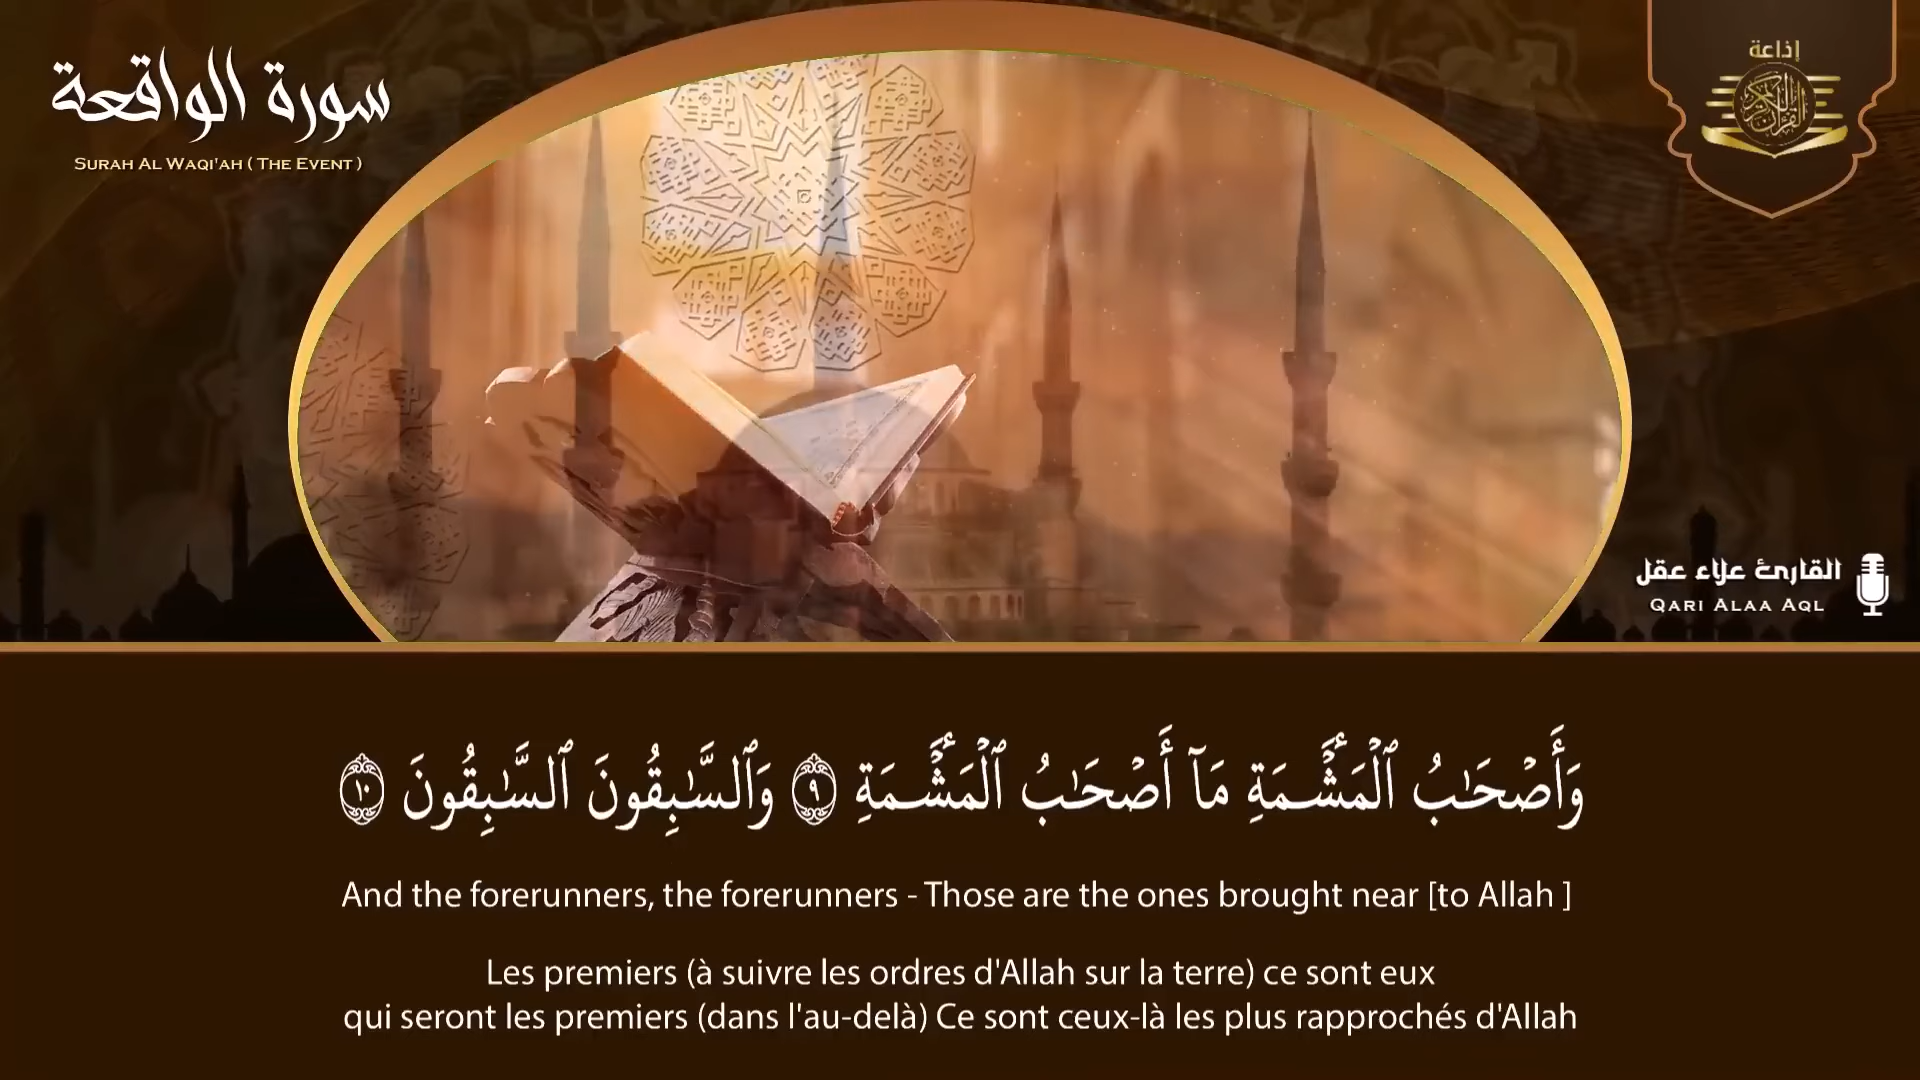 سورة الواقعة
SURAH AL WAQI'AH ( THE EVENT )
إذاعة
القرآن الكريم
القارئ علاء عقل
QARI ALAA AQL
وَأَصْحَٰبُ ٱلْمَشْـَٔمَةِ مَآ أَصْحَٰبُ ٱلْمَشْـَٔمَةِ ٩ وَٱلسَّٰبِقُونَ ٱلسَّٰبِقُونَ ١٠
And the forerunners, the forerunners - Those are the ones brought near [to Allah ]
Les premiers (à suivre les ordres d'Allah sur la terre) ce sont eux
qui seront les premiers (dans l'au-delà) Ce sont ceux-là les plus rapprochés d'Allah